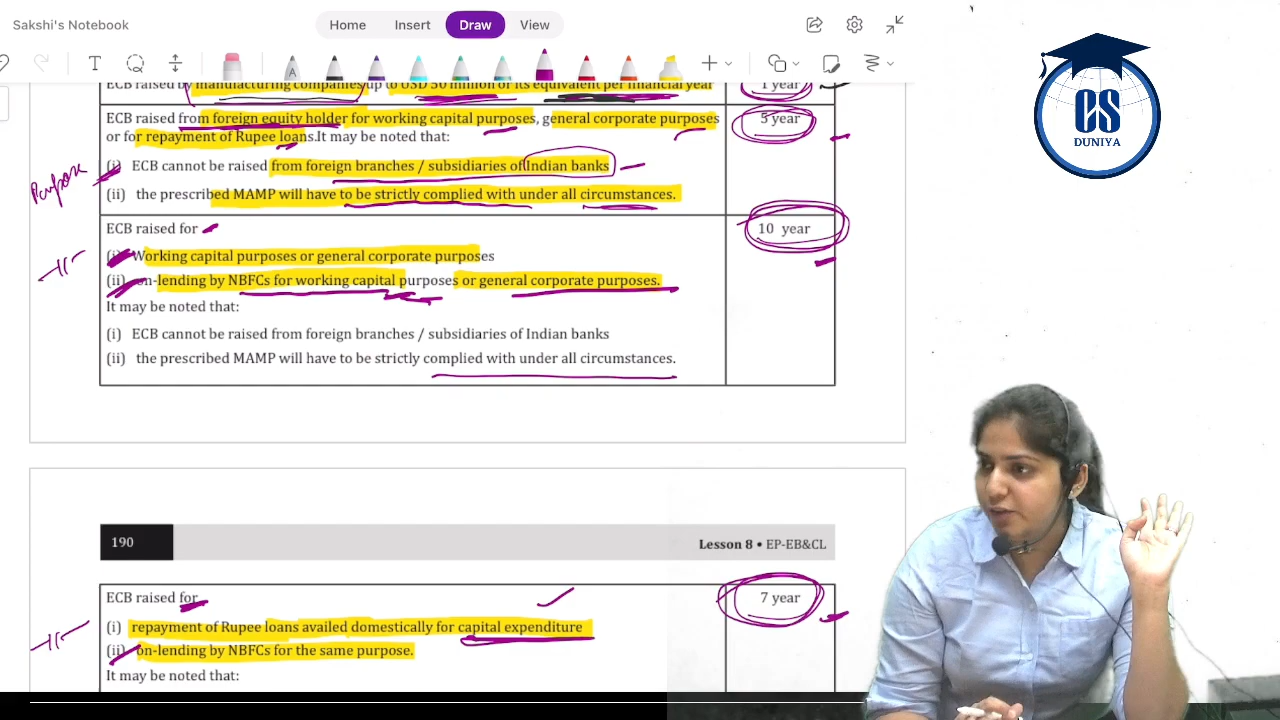 Sakshi's Notebook
Home Insert Draw View
ECB raised by manufacturing companies up to USD 50 million or its equivalent per financial year 1 year
ECB raised from foreign equity holder for working capital purposes, general corporate purposes 5 year
or for repayment of Rupee loans.It may be noted that:
(i) ECB cannot be raised from foreign branches / subsidiaries of Indian banks
Purpose
(ii) the prescribed MAMP will have to be strictly complied with under all circumstances.
ECB raised for 10 year
(i) Working capital purposes or general corporate purposes
(ii) on-lending by NBFCs for working capital purposes or general corporate purposes.
It may be noted that:
(i) ECB cannot be raised from foreign branches / subsidiaries of Indian banks
(ii) the prescribed MAMP will have to be strictly complied with under all circumstances.
190 Lesson 8 • EP-EB&CL
ECB raised for 7 year
(i) repayment of Rupee loans availed domestically for capital expenditure
(ii) on-lending by NBFCs for the same purpose.
It may be noted that:
CS
DUNIYA